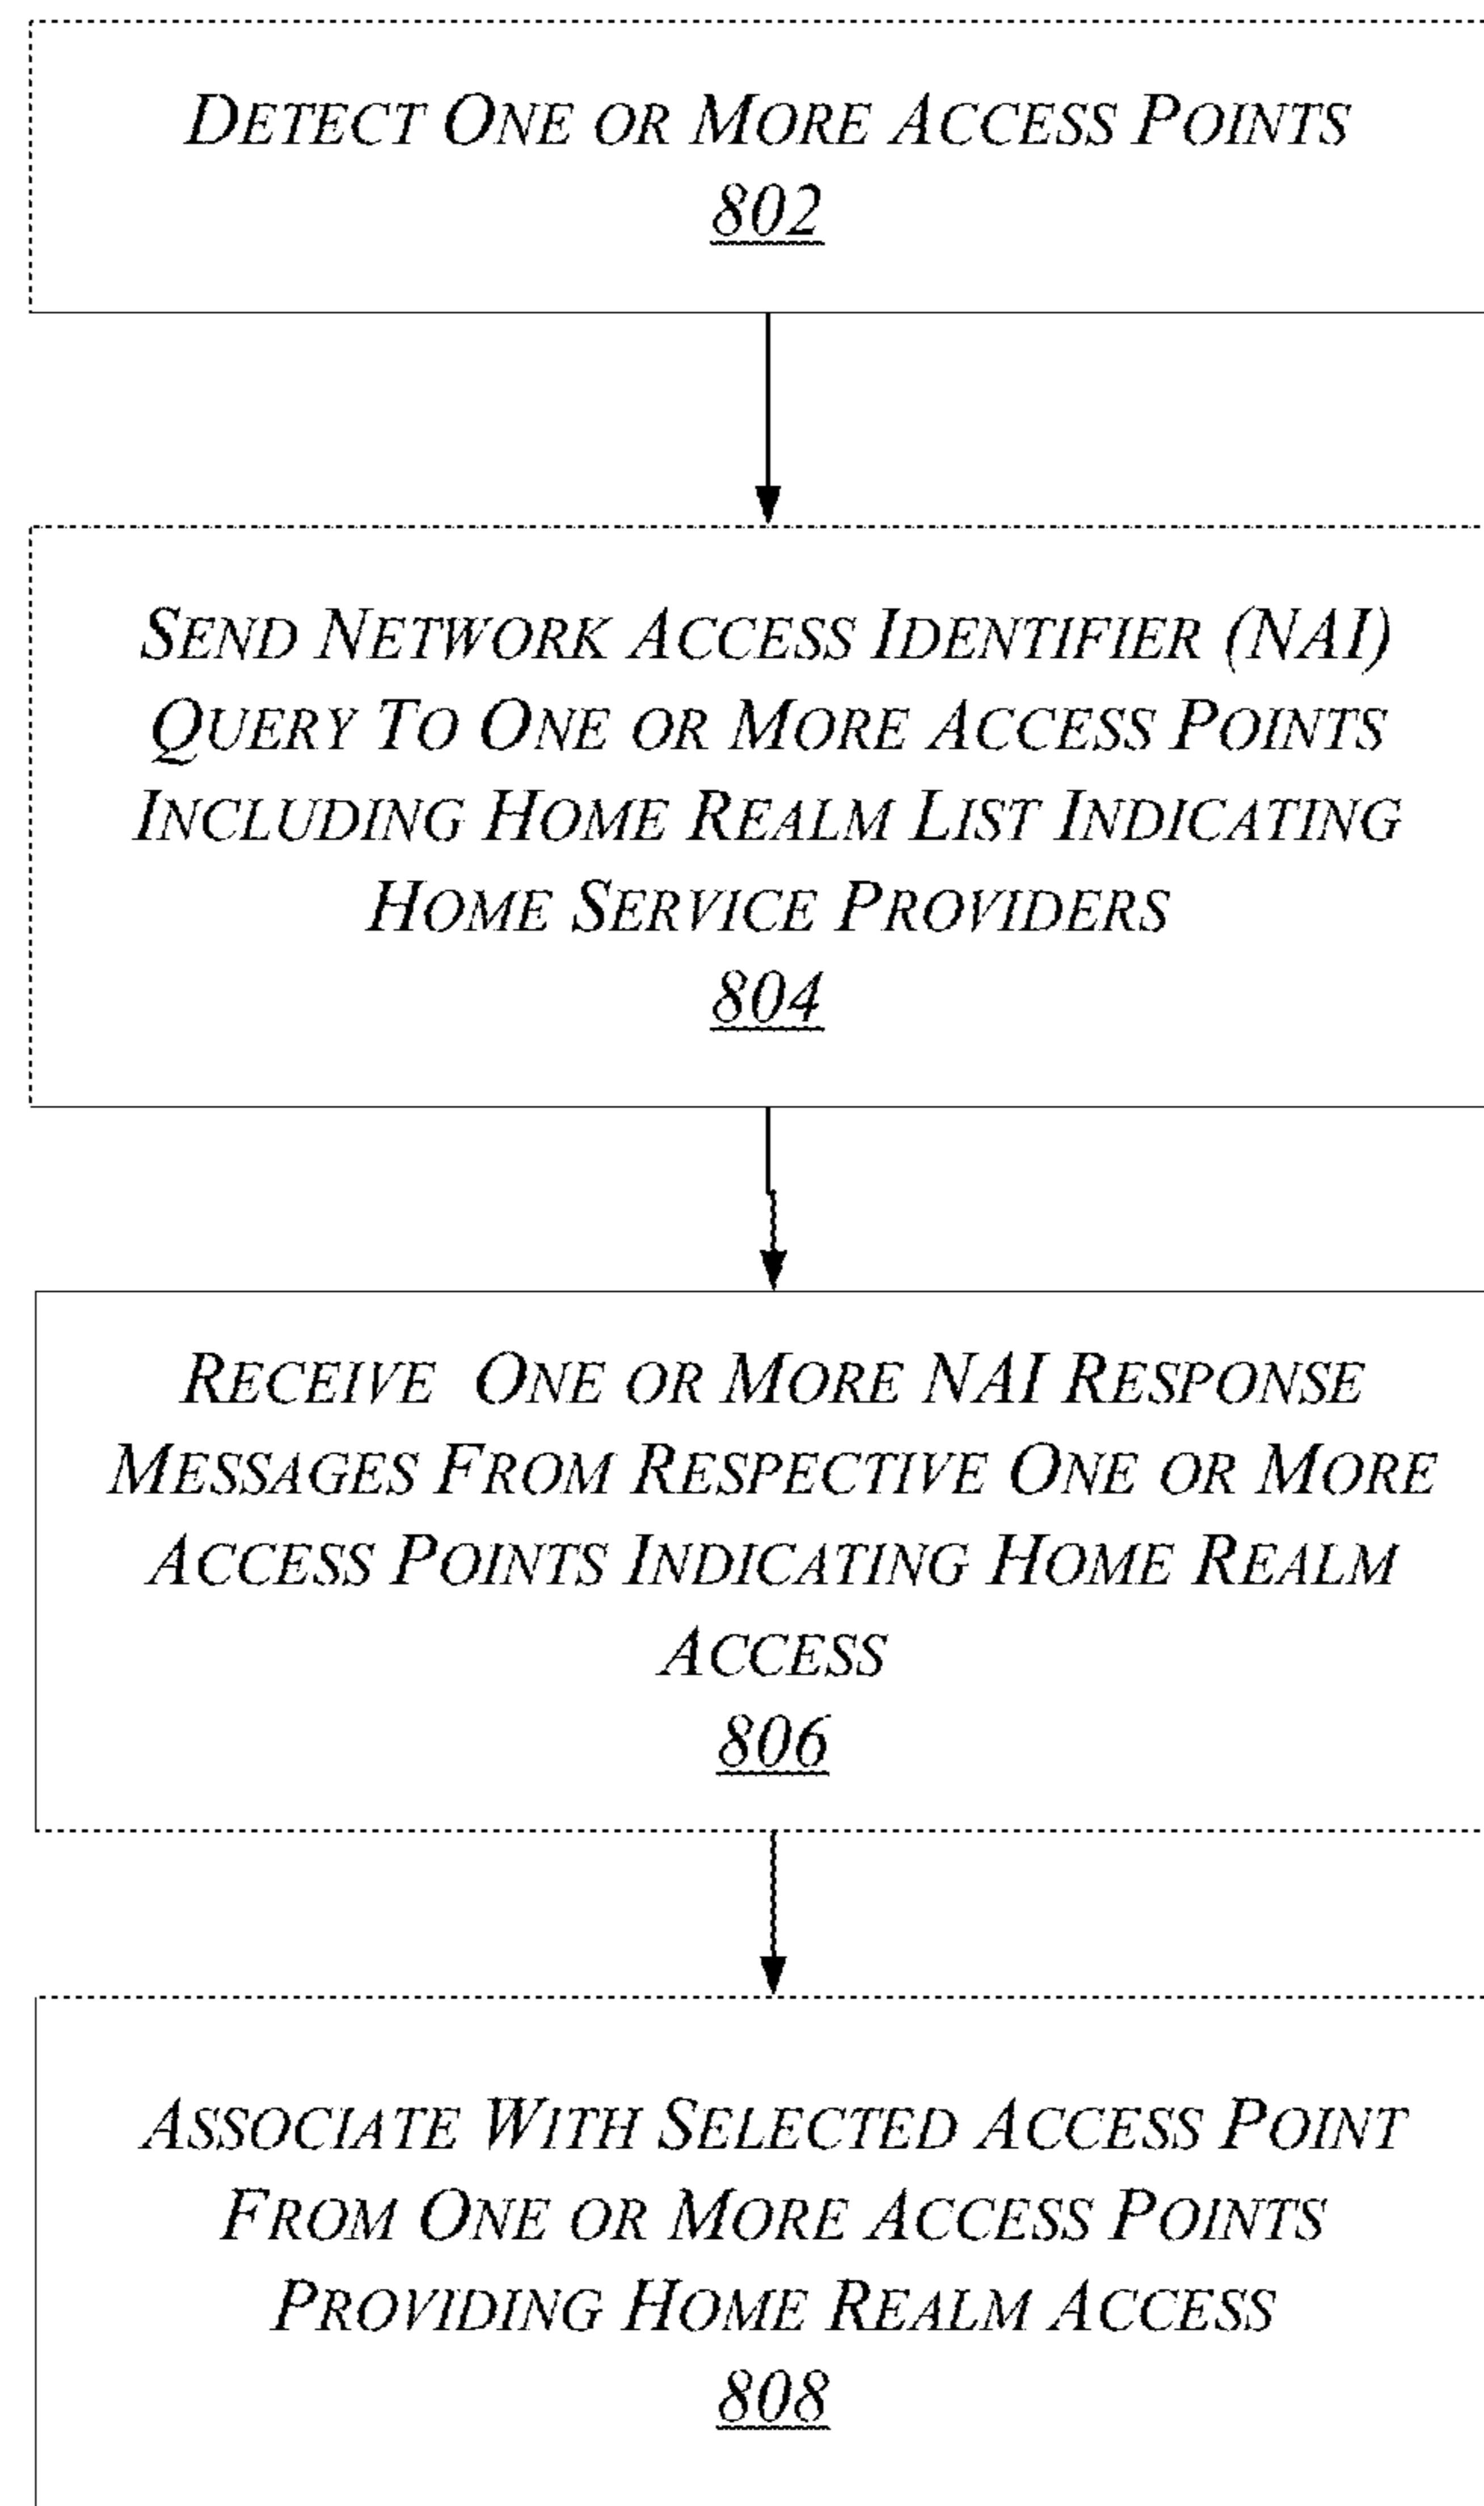 DETECT ONE OR MORE ACCESS POINTS
802
SEND NETWORK ACCESS IDENTIFIER (NAI)
QUERY TO ONE OR MORE ACCESS POINTS
INCLUDING HOME REALM LIST INDICATING
HOME SERVICE PROVIDERS
804
RECEIVE ONE OR MORE NAI RESPONSE
MESSAGES FROM RESPECTIVE ONE OR MORE
ACCESS POINTS INDICATING HOME REALM
ACCESS
806
ASSOCIATE WITH SELECTED ACCESS POINT
FROM ONE OR MORE ACCESS POINTS
PROVIDING HOME REALM ACCESS
808